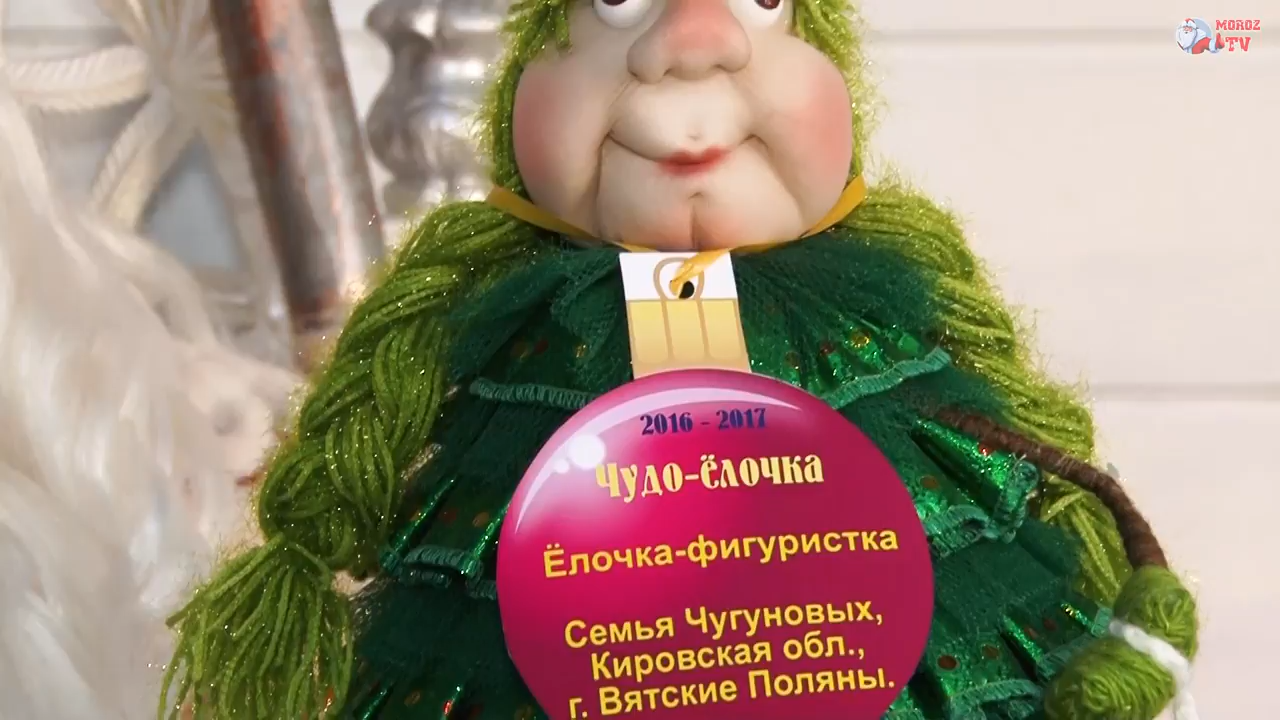 MOROZ
TV
2016 - 2017
Чудо-ёлочка
Ёлочка-фигуристка
Семья Чугуновых,
Кировская обл.,
г. Вятские Поляны.